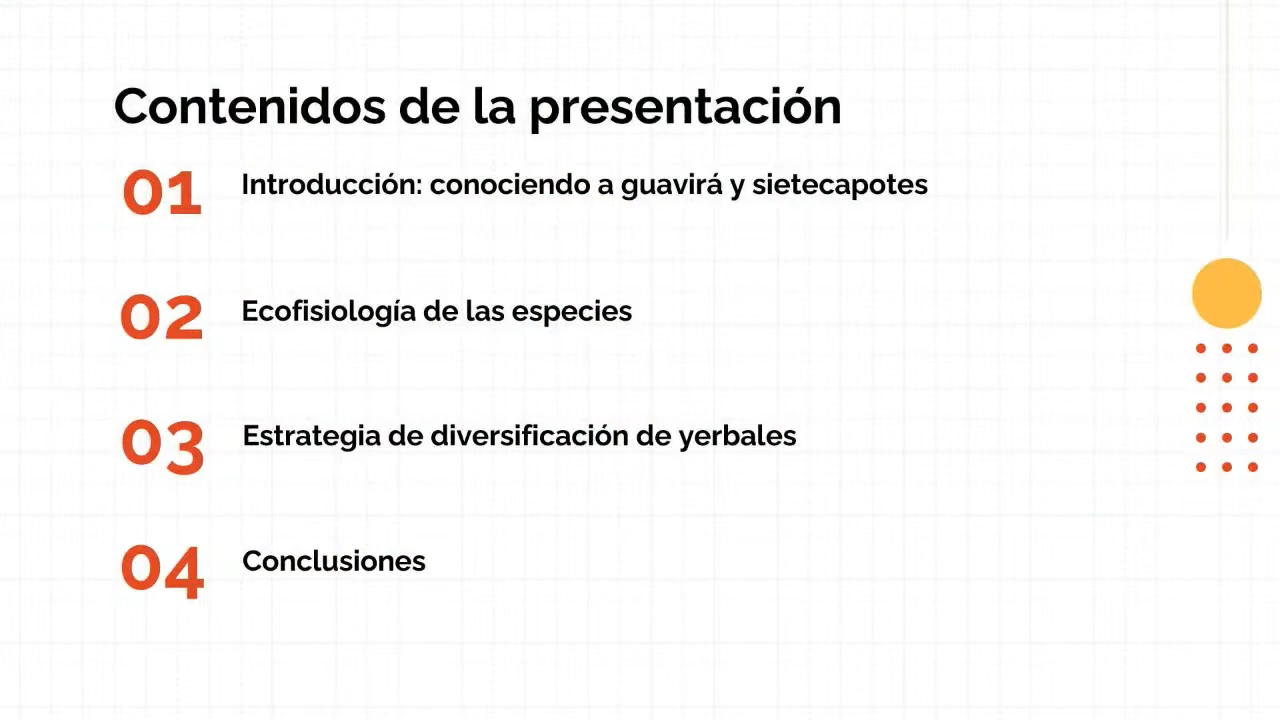 Contenidos de la presentación
01 Introducción: conociendo a guavirá y sietecapotes
02 Ecofisiología de las especies
03 Estrategia de diversificación de yerbales
04 Conclusiones